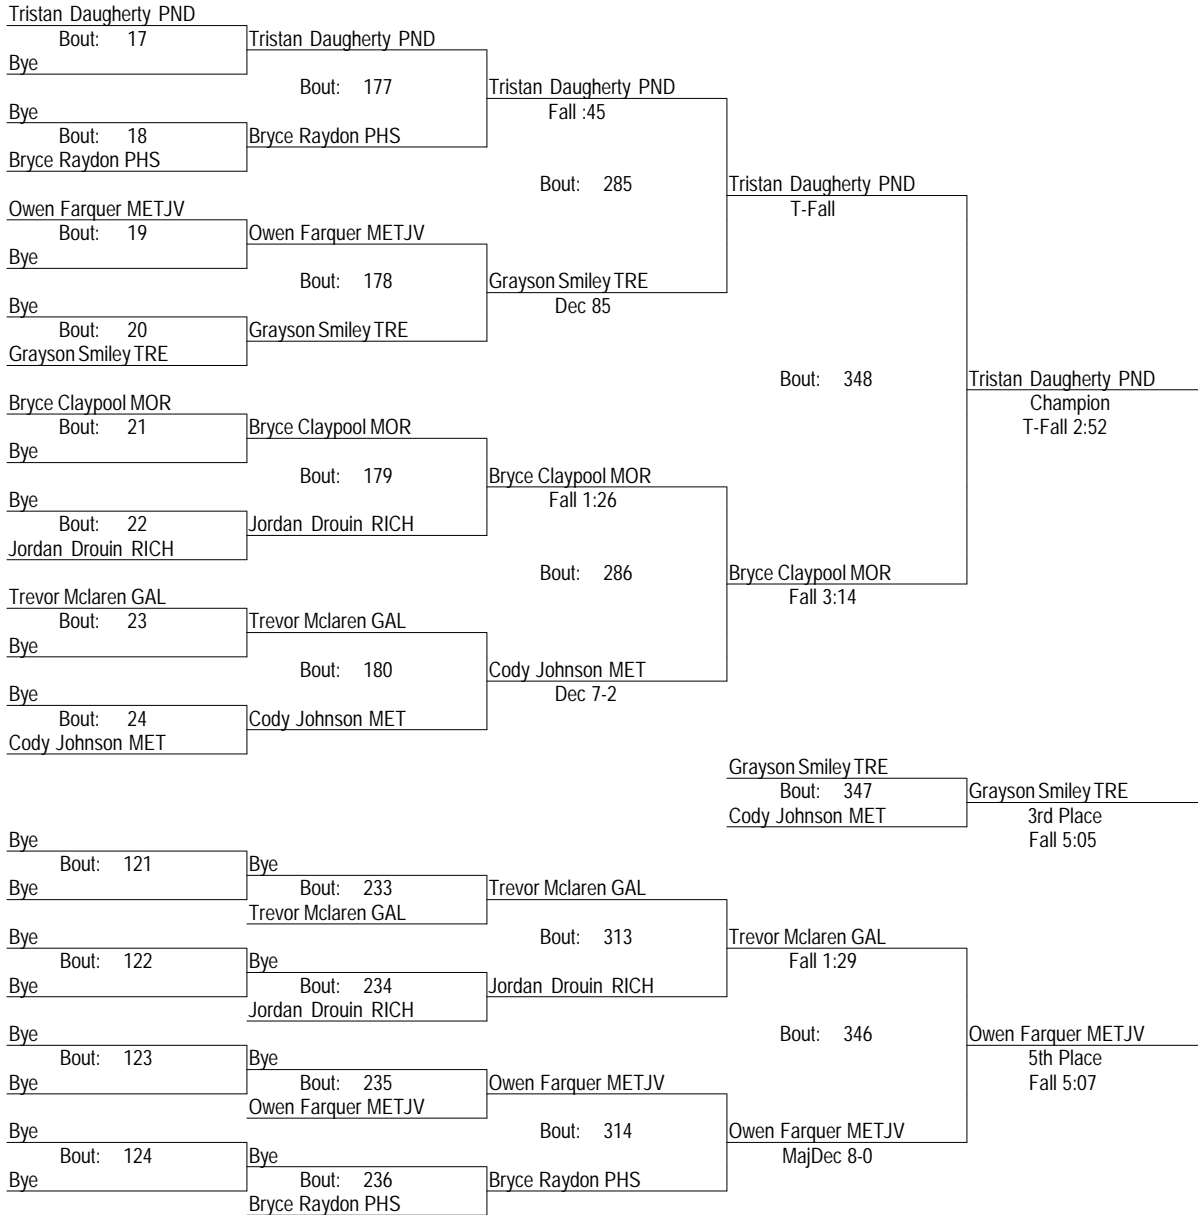 Tristan Daugherty PND
Bout: 17
Tristan Daugherty PND
Bye
Bout: 177
Tristan Daugherty PND
Bye
Fall :45
Bout: 18
Bryce Raydon PHS
Bryce Raydon PHS
Bout: 285
Tristan Daugherty PND
Owen Farquer METJV
T-Fall
Bout: 19
Owen Farquer METJV
Bye
Bout: 178
Grayson Smiley TRE
Bye
Dec 85
Bout: 20
Grayson Smiley TRE
Grayson Smiley TRE
Bout: 348
Tristan Daugherty PND
Bryce Claypool MOR
Champion
Bout: 21
Bryce Claypool MOR
T-Fall 2:52
Bye
Bout: 179
Bryce Claypool MOR
Bye
Fall 1:26
Bout: 22
Jordan Drouin RICH
Jordan Drouin RICH
Bout: 286
Bryce Claypool MOR
Trevor Mclaren GAL
Fall 3:14
Bout: 23
Trevor Mclaren GAL
Bye
Bout: 180
Cody Johnson MET
Bye
Dec 7-2
Bout: 24
Cody Johnson MET
Cody Johnson MET
Grayson Smiley TRE
Bout: 347
Grayson Smiley TRE
Cody Johnson MET
3rd Place
Bye
Fall 5:05
Bout: 121
Bye
Bye
Bout: 233
Trevor Mclaren GAL
Trevor Mclaren GAL
Bye
Bout: 313
Trevor Mclaren GAL
Bout: 122
Bye
Fall 1:29
Bye
Bout: 234
Jordan Drouin RICH
Jordan Drouin RICH
Bye
Bout: 346
Owen Farquer METJV
Bout: 123
Bye
5th Place
Bye
Bout: 235
Owen Farquer METJV
Fall 5:07
Owen Farquer METJV
Bye
Bout: 314
Owen Farquer METJV
Bout: 124
Bye
MajDec 8-0
Bye
Bout: 236
Bryce Raydon PHS
Bryce Raydon PHS